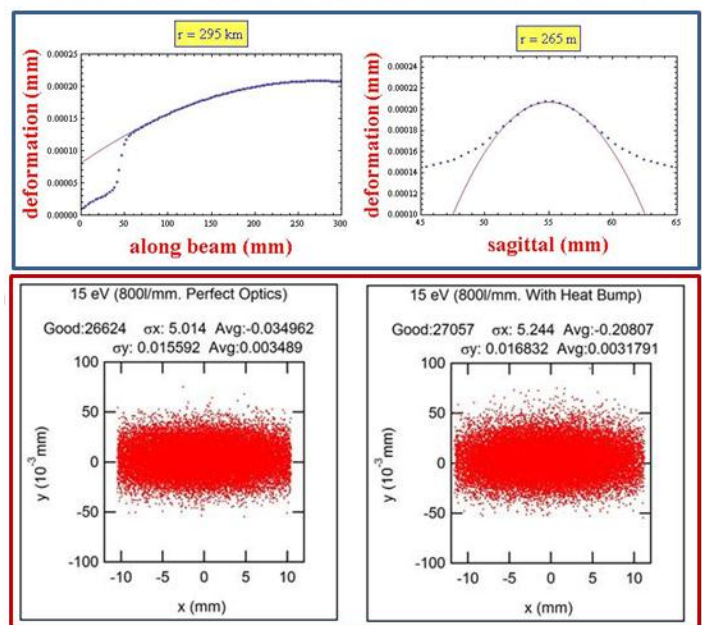 r = 295 km
deformation (mm)
0.00025
0.00020
0.00015
0.00010
0.00005
0.00000
0 50 100 150 200 250 300
along beam (mm)
r = 265 m
deformation (mm)
0.00024
0.00022
0.00020
0.00018
0.00016
0.00014
0.00012
0.00010
45 50 55 60 65
sagittal (mm)
15 eV (800l/mm. Perfect Optics)
Good:26624 σx: 5.014 Avg:-0.034962
σy: 0.015592 Avg:0.003489
y (10-3 mm)
100
50
0
-50
-100
-10 -5 0 5 10
x (mm)
15 eV (800l/mm. With Heat Bump)
Good:27057 σx: 5.244 Avg:-0.20807
σy: 0.016832 Avg:0.0031791
y (10-3 mm)
100
50
0
-50
-100
-10 -5 0 5 10
x (mm)